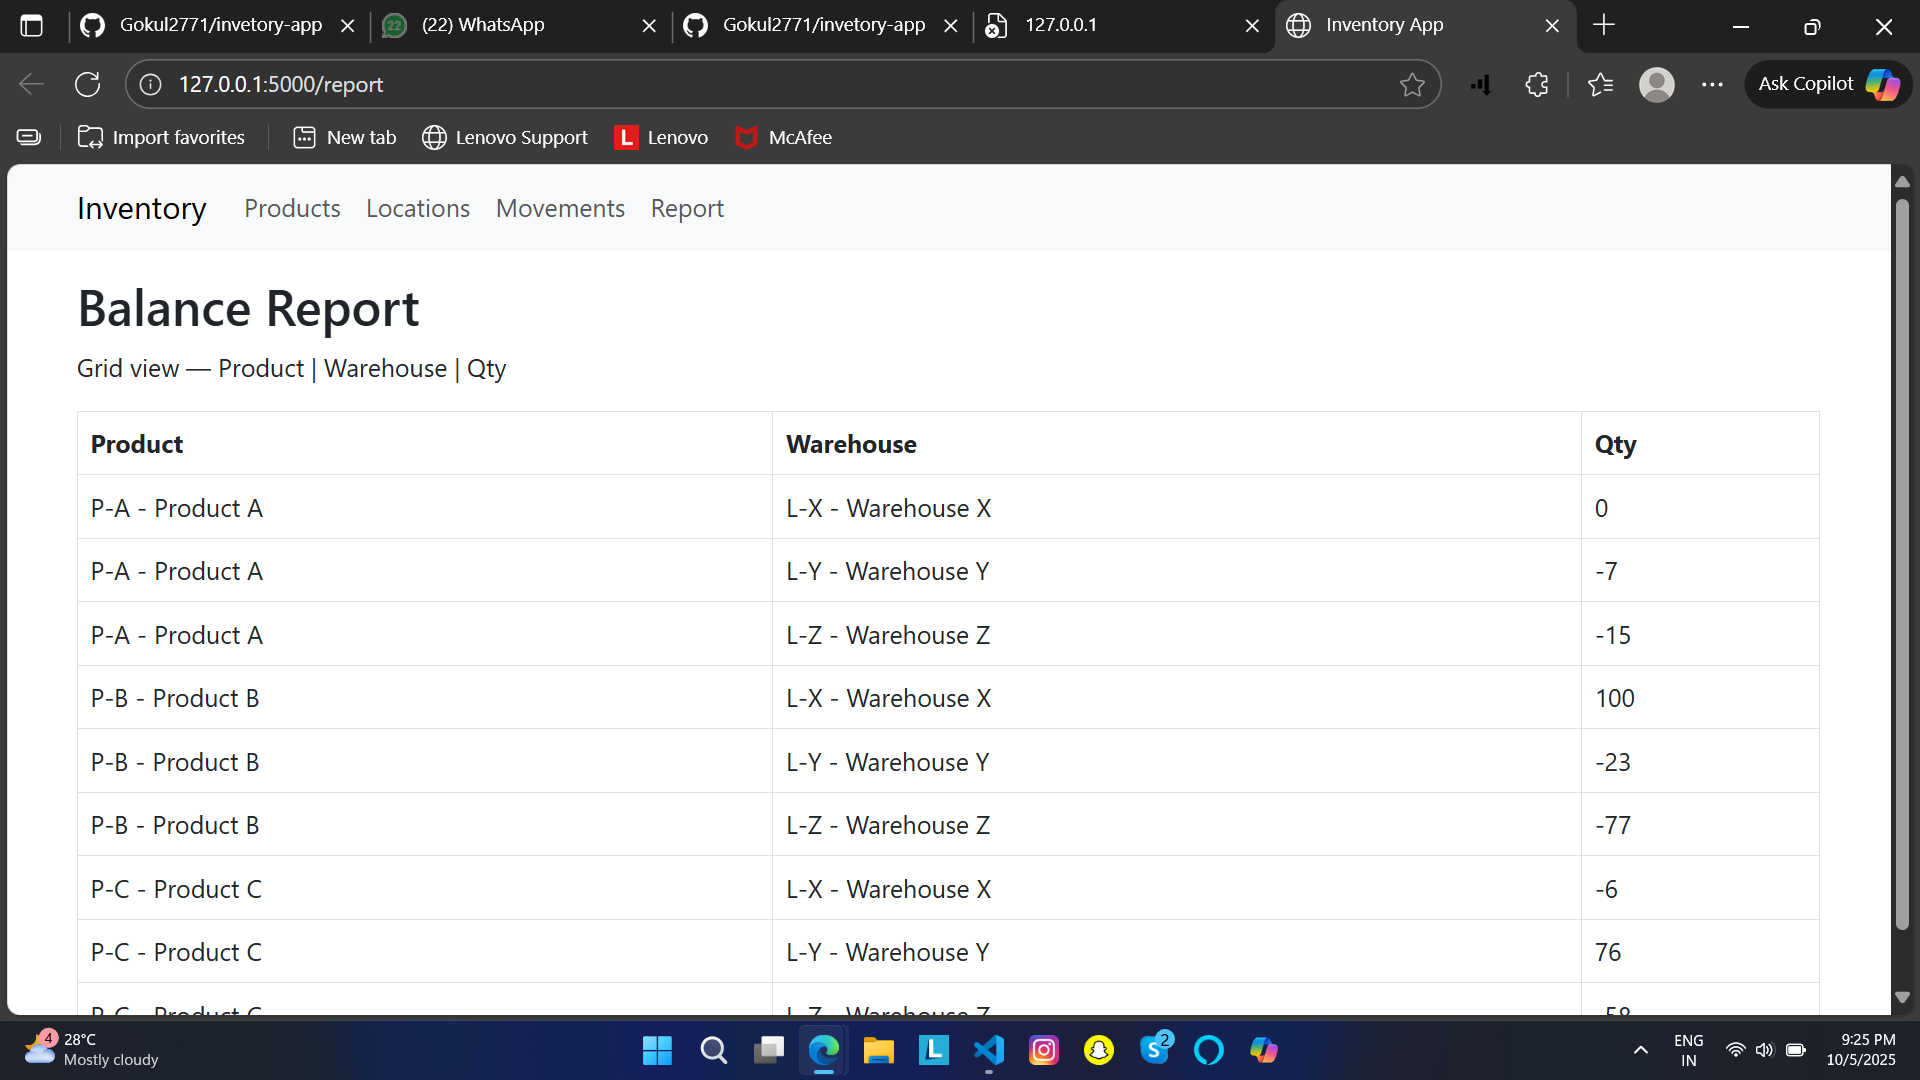 Gokul2771/invetory-app
22
(22) WhatsApp
Gokul2771/invetory-app
127.0.0.1
Inventory App
127.0.0.1:5000/report
Ask Copilot
Import favorites
New tab
Lenovo Support
L
Lenovo
McAfee
Inventory
Products
Locations
Movements
Report
Balance Report
Grid view — Product | Warehouse | Qty
Product Warehouse Qty
P-A - Product A L-X - Warehouse X 0
P-A - Product A L-Y - Warehouse Y -7
P-A - Product A L-Z - Warehouse Z -15
P-B - Product B L-X - Warehouse X 100
P-B - Product B L-Y - Warehouse Y -23
P-B - Product B L-Z - Warehouse Z -77
P-C - Product C L-X - Warehouse X -6
P-C - Product C L-Y - Warehouse Y 76
P-C - Product C L-Z - Warehouse Z -58
4
28°C
Mostly cloudy
L
S
2
ENG
IN
9:25 PM
10/5/2025